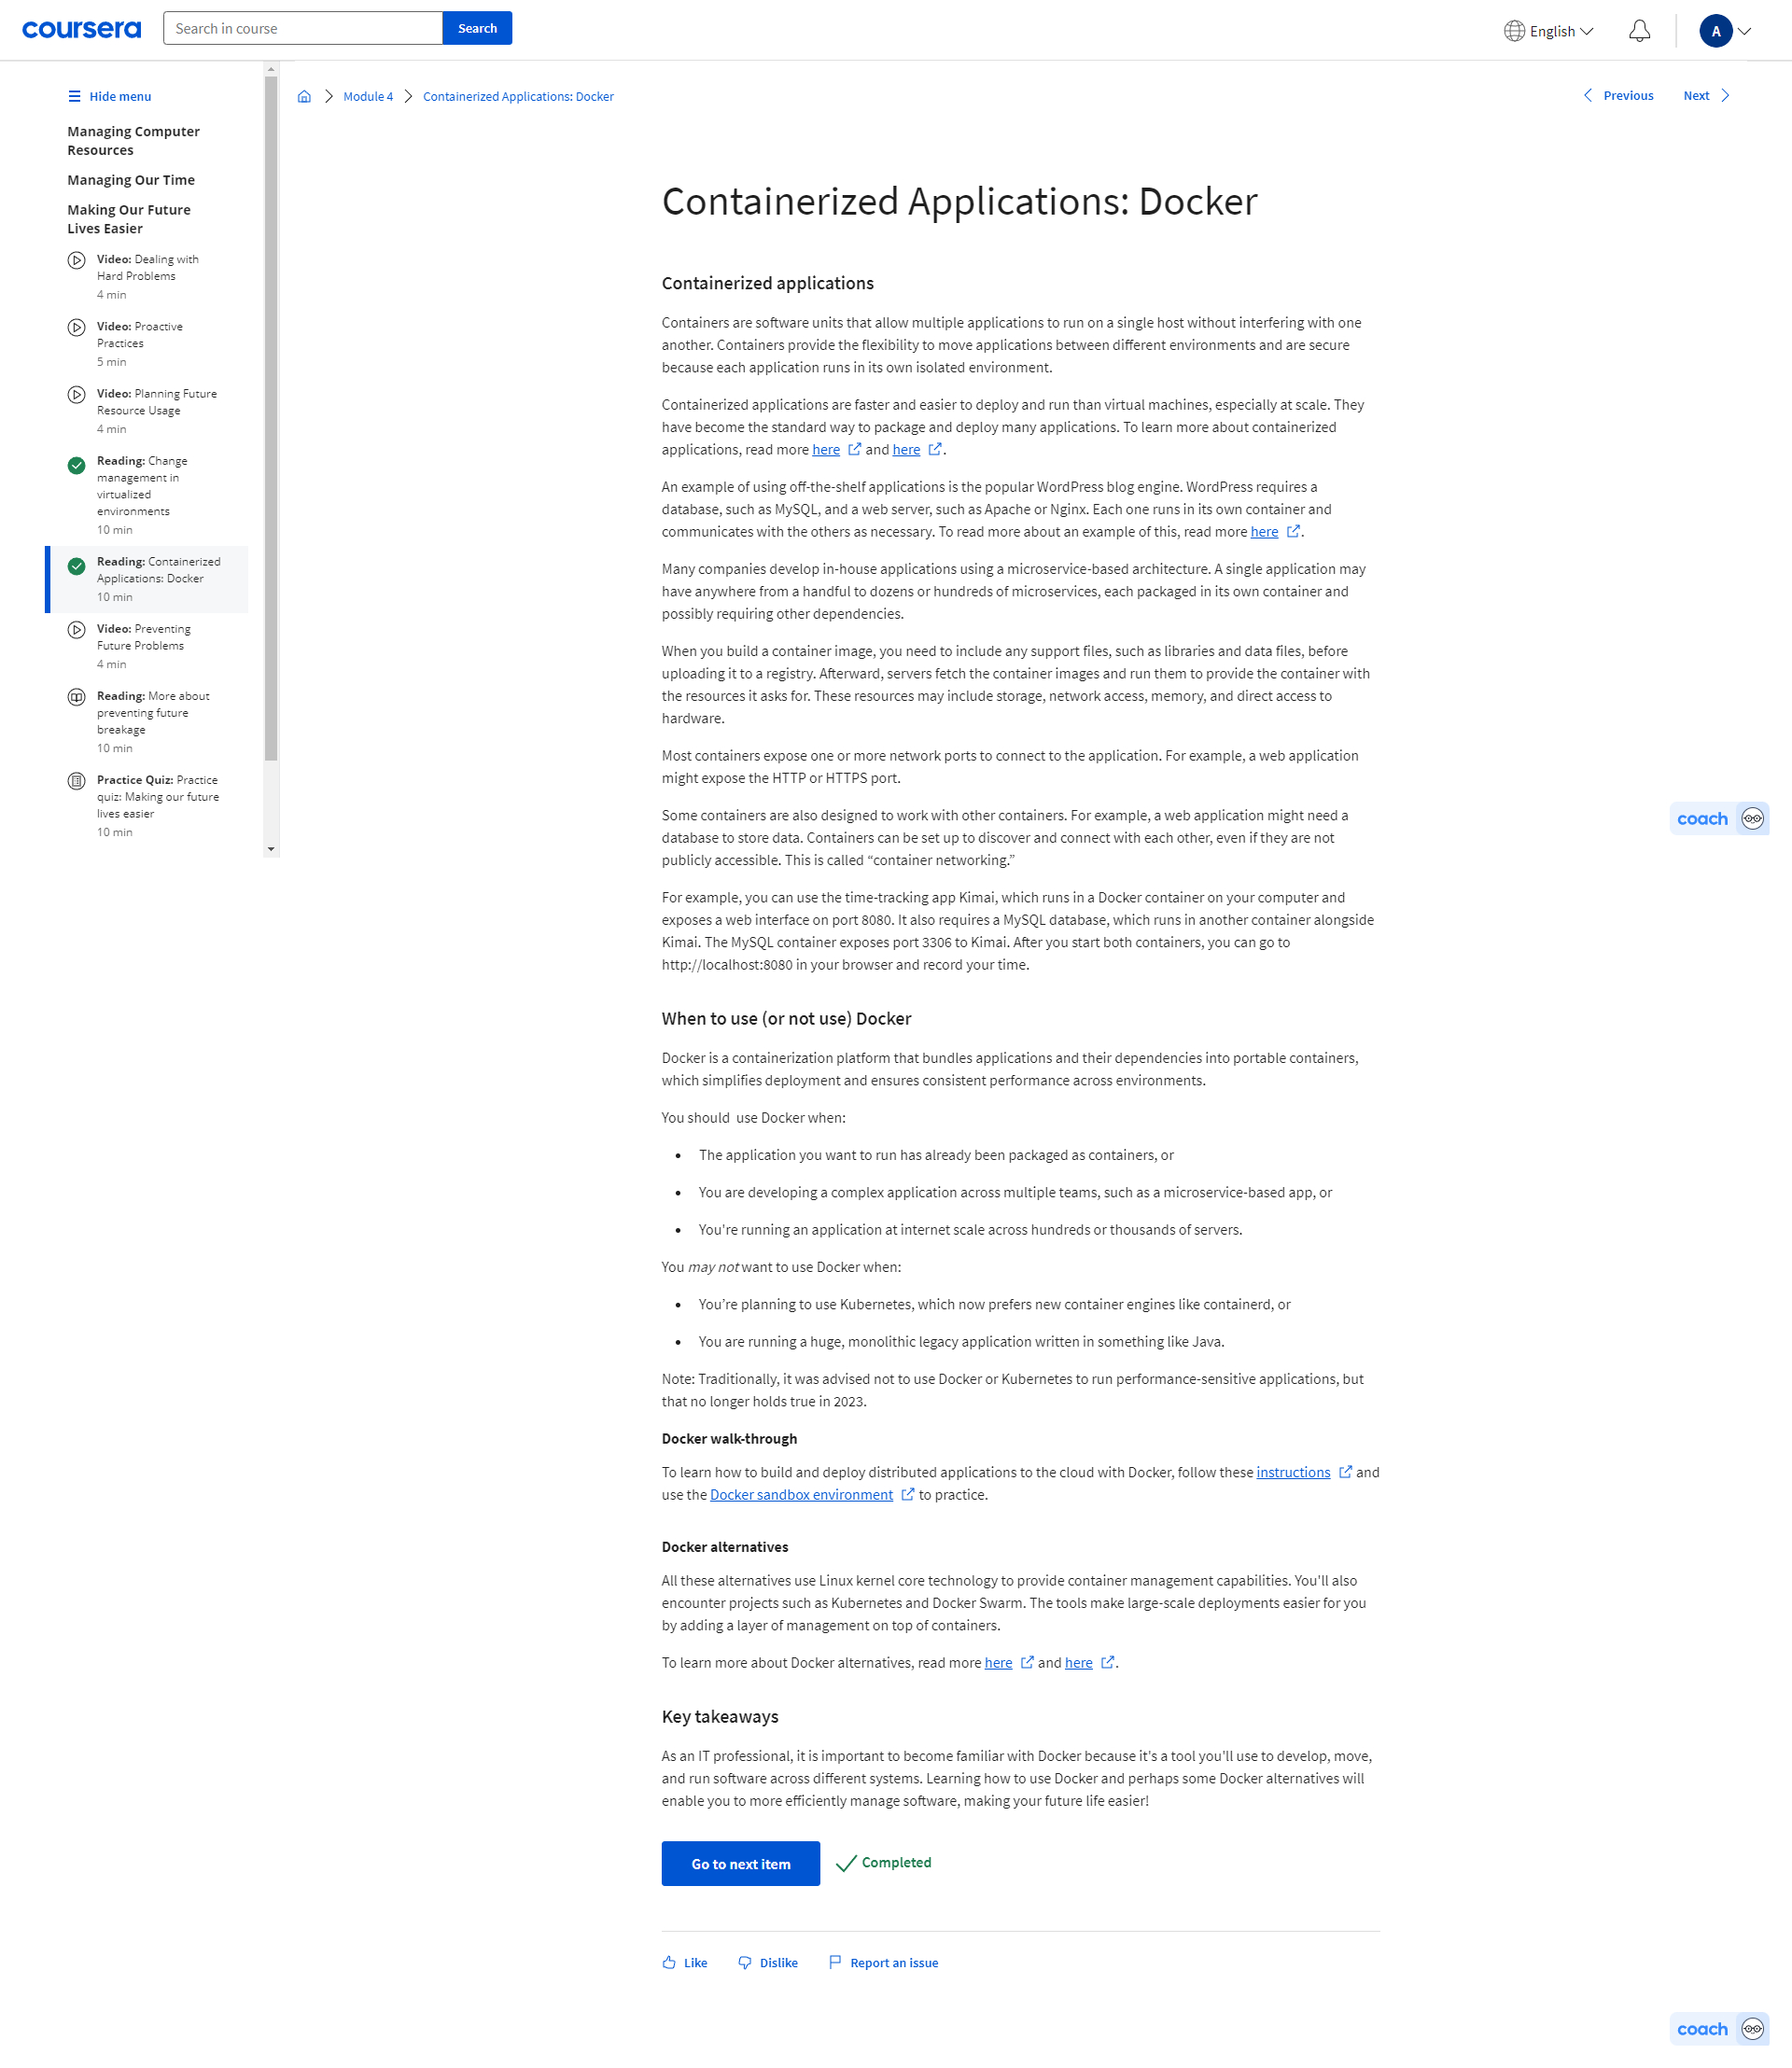 coursera
Search in course
Search
English
A
Hide menu
Managing Computer
Resources
Managing Our Time
Making Our Future
Lives Easier
Video: Dealing with
Hard Problems
4 min
Video: Proactive
Practices
5 min
Video: Planning Future
Resource Usage
4 min
Reading: Change
management in
virtualized
environments
10 min
Reading: Containerized
Applications: Docker
10 min
Video: Preventing
Future Problems
4 min
Reading: More about
preventing future
breakage
10 min
Practice Quiz: Practice
quiz: Making our future
lives easier
10 min
Module 4
Containerized Applications: Docker
Previous
Next
Containerized Applications: Docker
Containerized applications
Containers are software units that allow multiple applications to run on a single host without interfering with one
another. Containers provide the flexibility to move applications between different environments and are secure
because each application runs in its own isolated environment.
Containerized applications are faster and easier to deploy and run than virtual machines, especially at scale. They
have become the standard way to package and deploy many applications. To learn more about containerized
applications, read more here and here .
An example of using off-the-shelf applications is the popular WordPress blog engine. WordPress requires a
database, such as MySQL, and a web server, such as Apache or Nginx. Each one runs in its own container and
communicates with the others as necessary. To read more about an example of this, read more here .
Many companies develop in-house applications using a microservice-based architecture. A single application may
have anywhere from a handful to dozens or hundreds of microservices, each packaged in its own container and
possibly requiring other dependencies.
When you build a container image, you need to include any support files, such as libraries and data files, before
uploading it to a registry. Afterward, servers fetch the container images and run them to provide the container with
the resources it asks for. These resources may include storage, network access, memory, and direct access to
hardware.
Most containers expose one or more network ports to connect to the application. For example, a web application
might expose the HTTP or HTTPS port.
Some containers are also designed to work with other containers. For example, a web application might need a
database to store data. Containers can be set up to discover and connect with each other, even if they are not
publicly accessible. This is called “container networking.”
For example, you can use the time-tracking app Kimai, which runs in a Docker container on your computer and
exposes a web interface on port 8080. It also requires a MySQL database, which runs in another container alongside
Kimai. The MySQL container exposes port 3306 to Kimai. After you start both containers, you can go to
http://localhost:8080 in your browser and record your time.
When to use (or not use) Docker
Docker is a containerization platform that bundles applications and their dependencies into portable containers,
which simplifies deployment and ensures consistent performance across environments.
You should  use Docker when:
• The application you want to run has already been packaged as containers, or
• You are developing a complex application across multiple teams, such as a microservice-based app, or
• You're running an application at internet scale across hundreds or thousands of servers.
You may not want to use Docker when:
• You’re planning to use Kubernetes, which now prefers new container engines like containerd, or
• You are running a huge, monolithic legacy application written in something like Java.
Note: Traditionally, it was advised not to use Docker or Kubernetes to run performance-sensitive applications, but
that no longer holds true in 2023.
Docker walk-through
To learn how to build and deploy distributed applications to the cloud with Docker, follow these instructions and
use the Docker sandbox environment to practice.
Docker alternatives
All these alternatives use Linux kernel core technology to provide container management capabilities. You'll also
encounter projects such as Kubernetes and Docker Swarm. The tools make large-scale deployments easier for you
by adding a layer of management on top of containers.
To learn more about Docker alternatives, read more here and here .
Key takeaways
As an IT professional, it is important to become familiar with Docker because it's a tool you'll use to develop, move,
and run software across different systems. Learning how to use Docker and perhaps some Docker alternatives will
enable you to more efficiently manage software, making your future life easier!
Go to next item
Completed
Like
Dislike
Report an issue
coach
coach